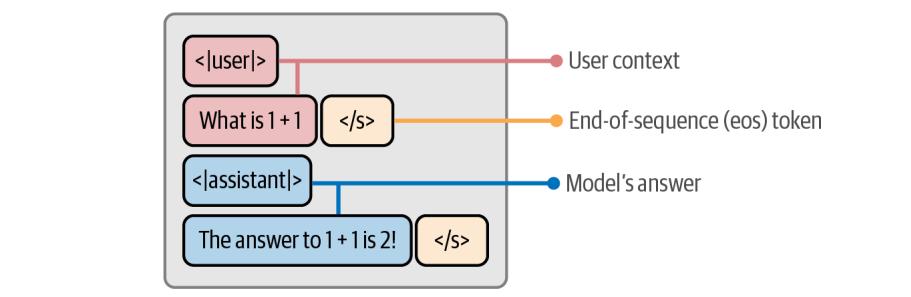 <|user|>
User context
What is 1 + 1
</s>
End-of-sequence (eos) token
<|assistant|>
Model's answer
The answer to 1 + 1 is 2!
</s>